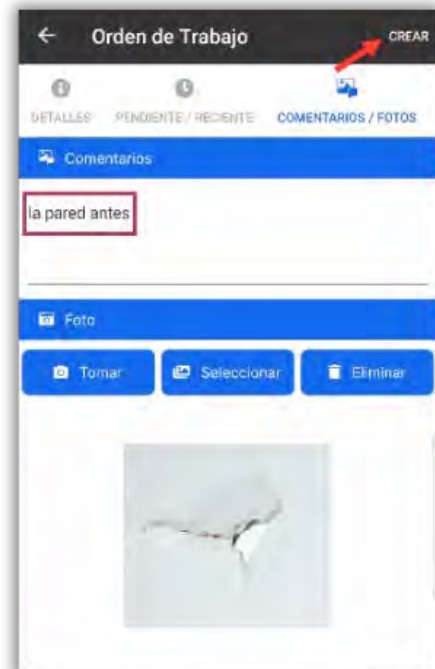 Orden de Trabajo
CREAR
DETALLES
PENDIENTE / RECIENTE
COMENTARIOS / FOTOS
Comentarios
la pared antes
Foto
Tomar
Seleccionar
Eliminar